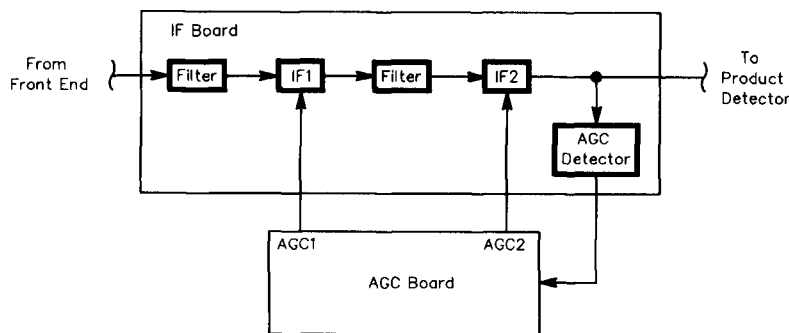 IF Board
From
Front End
Filter
IF1
Filter
IF2
To
Product
Detector
AGC
Detector
AGC1
AGC2
AGC Board